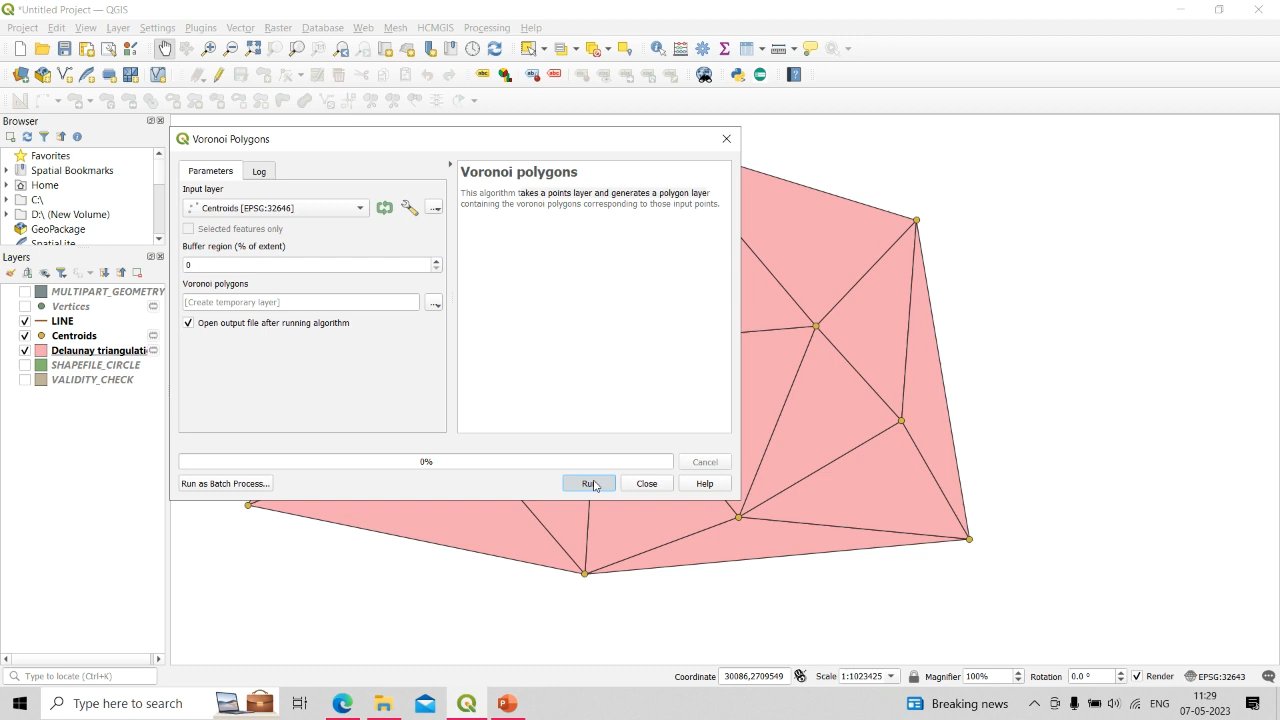 *Untitled Project — QGIS
Project Edit View Layer Settings Plugins Vector Raster Database Web Mesh HCMGIS Processing Help
Browser
Favorites
Spatial Bookmarks
Home
C:\
D:\ (New Volume)
GeoPackage
SpatiaLite
Layers
MULTIPART_GEOMETRY
Vertices
LINE
Centroids
Delaunay triangulati
SHAPEFILE_CIRCLE
VALIDITY_CHECK
Voronoi Polygons
Parameters Log
Input layer
Centroids [EPSG:32646]
Selected features only
Buffer region (% of extent)
0
Voronoi polygons
[Create temporary layer]
Open output file after running algorithm
Voronoi polygons
This algorithm takes a points layer and generates a polygon layer
containing the voronoi polygons corresponding to those input points.
0%
Cancel
Run as Batch Process...
Run
Close
Help
Type to locate (Ctrl+K)
Coordinate 30086,2709549 Scale 1:1023425 Magnifier 100% Rotation 0.0 ° Render EPSG:32643
Type here to search
Breaking news
ENG
11:29
07-05-2023